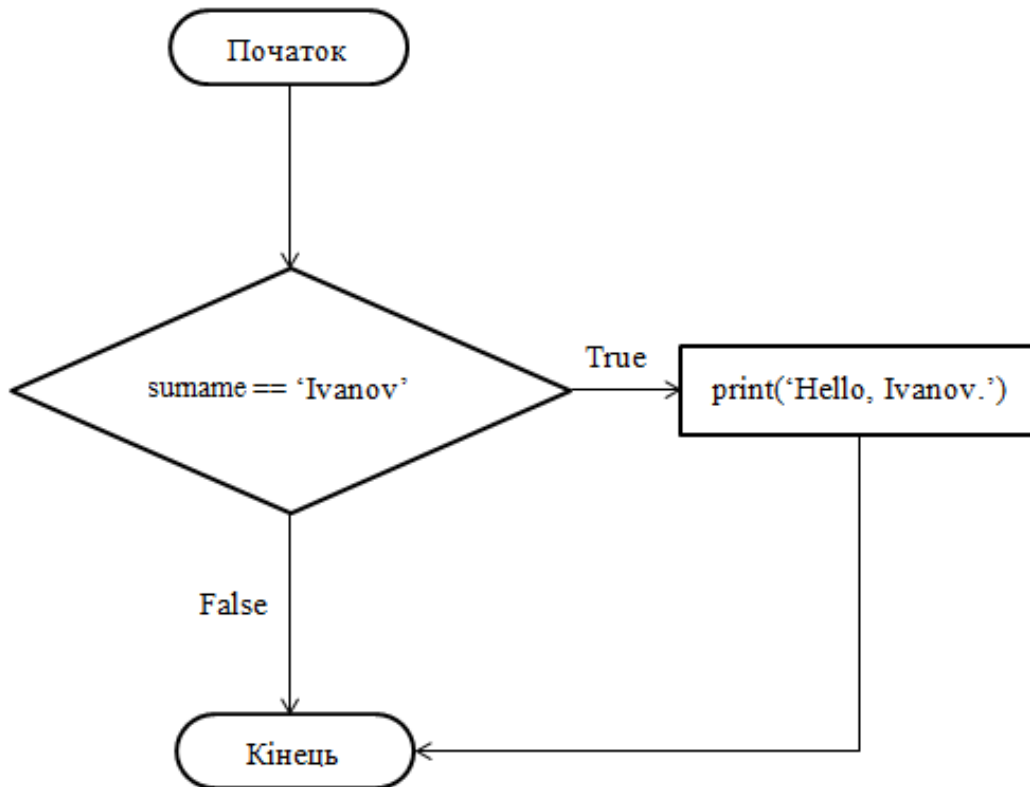 Початок
surname == ‘Ivanov’
True
print(‘Hello, Ivanov.’)
False
Кінець